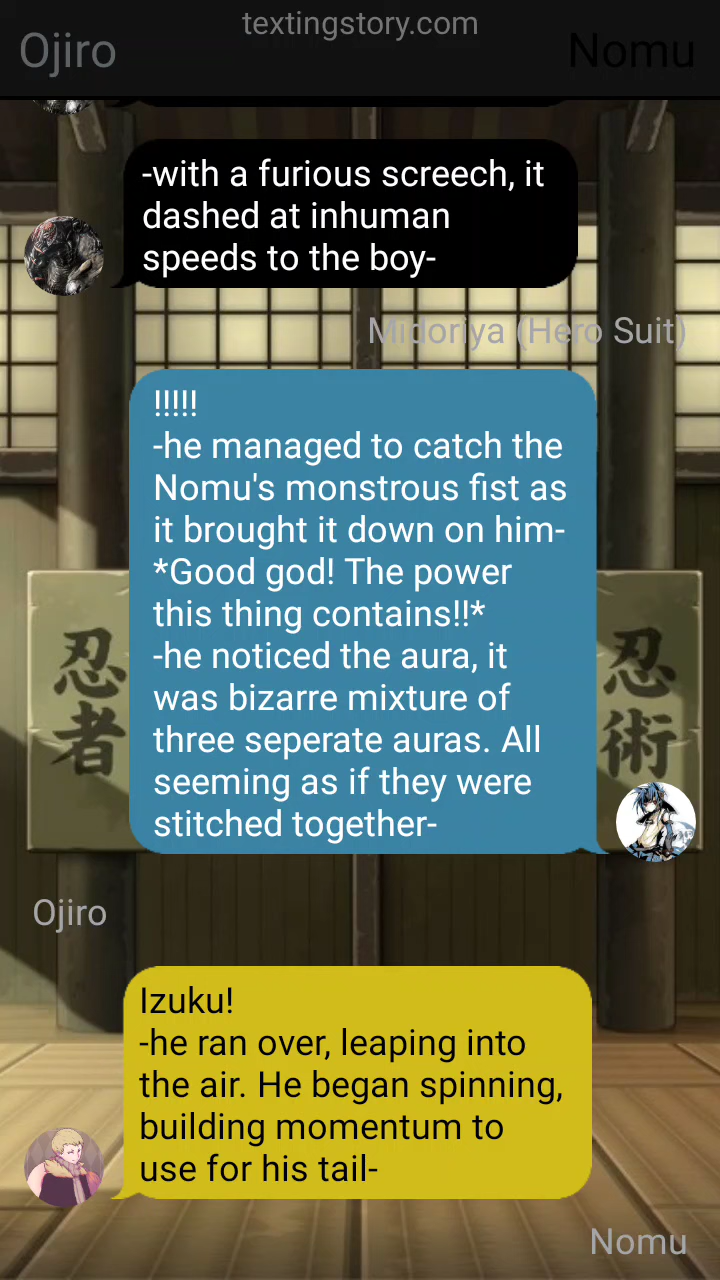 textingstory.com
Ojiro
Nomu
-with a furious screech, it
dashed at inhuman
speeds to the boy-
Midoriya (Hero Suit)
!!!!!
-he managed to catch the
Nomu's monstrous fist as
it brought it down on him-
*Good god! The power
this thing contains!!*
-he noticed the aura, it
was bizarre mixture of
three seperate auras. All
seeming as if they were
stitched together-
忍者
忍術
Ojiro
Izuku!
-he ran over, leaping into
the air. He began spinning,
building momentum to
use for his tail-
Nomu